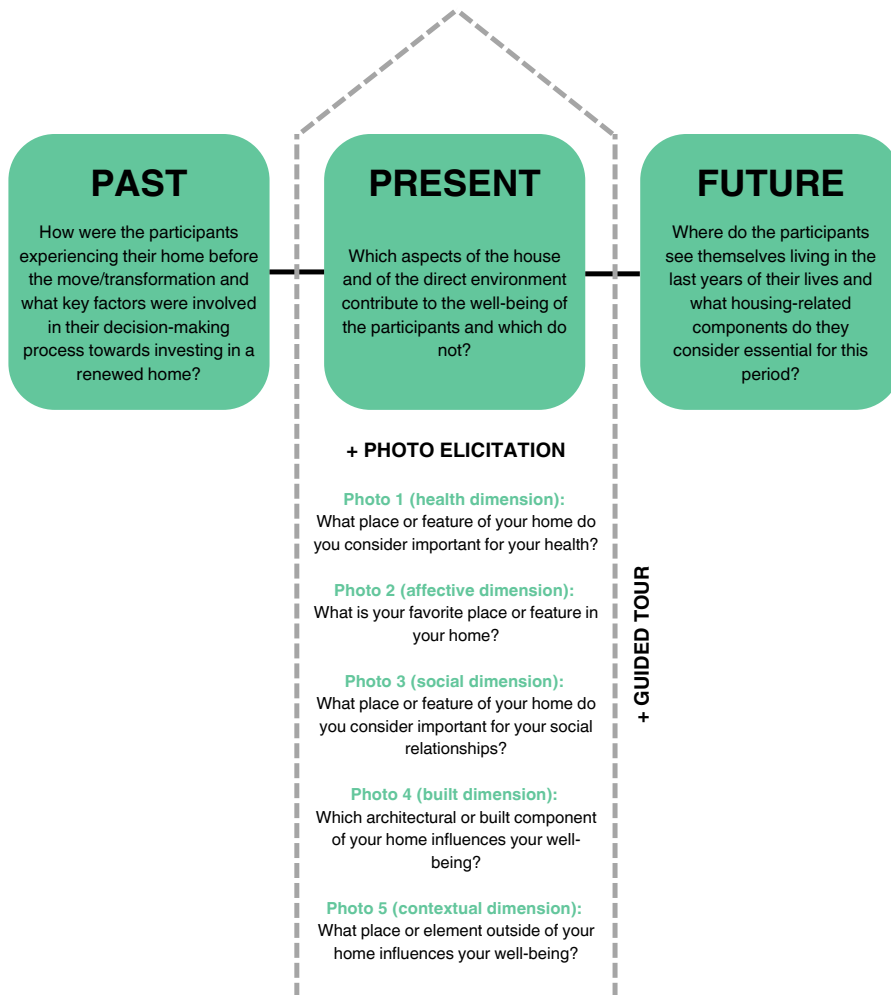 PAST
How were the participants
experiencing their home before
the move/transformation and
what key factors were involved
in their decision-making
process towards investing in a
renewed home?
PRESENT
Which aspects of the house
and of the direct environment
contribute to the well-being of
the participants and which do
not?
FUTURE
Where do the participants
see themselves living in the
last years of their lives and
what housing-related
components do they
consider essential for this
period?
+ PHOTO ELICITATION
Photo 1 (health dimension):
What place or feature of your home do
you consider important for your health?
Photo 2 (affective dimension):
What is your favorite place or feature in
your home?
Photo 3 (social dimension):
What place or feature of your home do
you consider important for your social
relationships?
Photo 4 (built dimension):
Which architectural or built component
of your home influences your well-
being?
Photo 5 (contextual dimension):
What place or element outside of your
home influences your well-being?
+ GUIDED TOUR